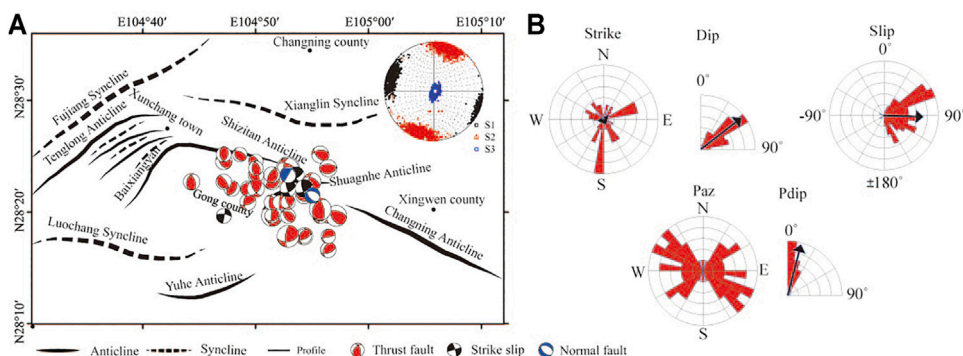 A
E104°40'
E104°50'
E105°00'
E105°10'
N28°30'
N28°20'
N28°10'
Changning county
Fujiang Syncline
Xunchang town
Tenglong Anticline
Xianglin Syncline
Shizitan Anticline
Baixiangyan
Shuagnhe Anticline
Gong county
Xingwen county
Changning Anticline
Luochang Syncline
Yuhe Anticline
S1
S2
S3
Anticline
Syncline
Profile
Thrust fault
Strike slip
Normal fault
B
Strike
N
W
E
S
Dip
0°
90°
Slip
0°
-90°
90°
±180°
Paz
N
W
E
S
Pdip
0°
90°